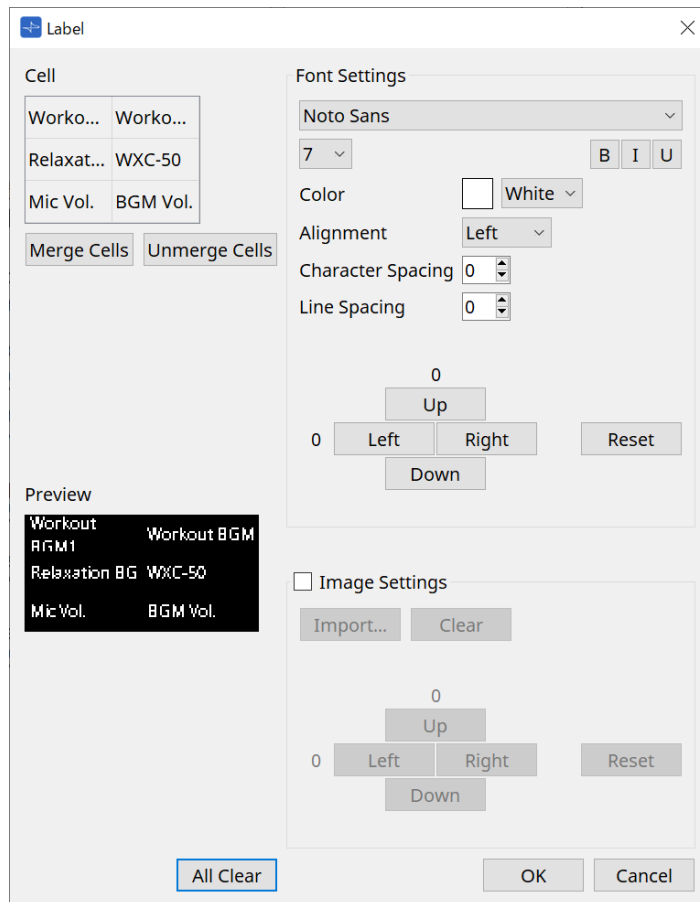 Label
Cell
Worko... Worko...
Relaxat... WXC-50
Mic Vol. BGM Vol.
Merge Cells Unmerge Cells
Preview
Workout
BGM1
Workout BGM
Relaxation BG WXC-50
Mic Vol. BGM Vol.
All Clear
Font Settings
Noto Sans
7
B I U
Color White
Alignment Left
Character Spacing 0
Line Spacing 0
0
Up
0 Left Right Reset
Down
Image Settings
Import... Clear
0
Up
0 Left Right Reset
Down
OK Cancel